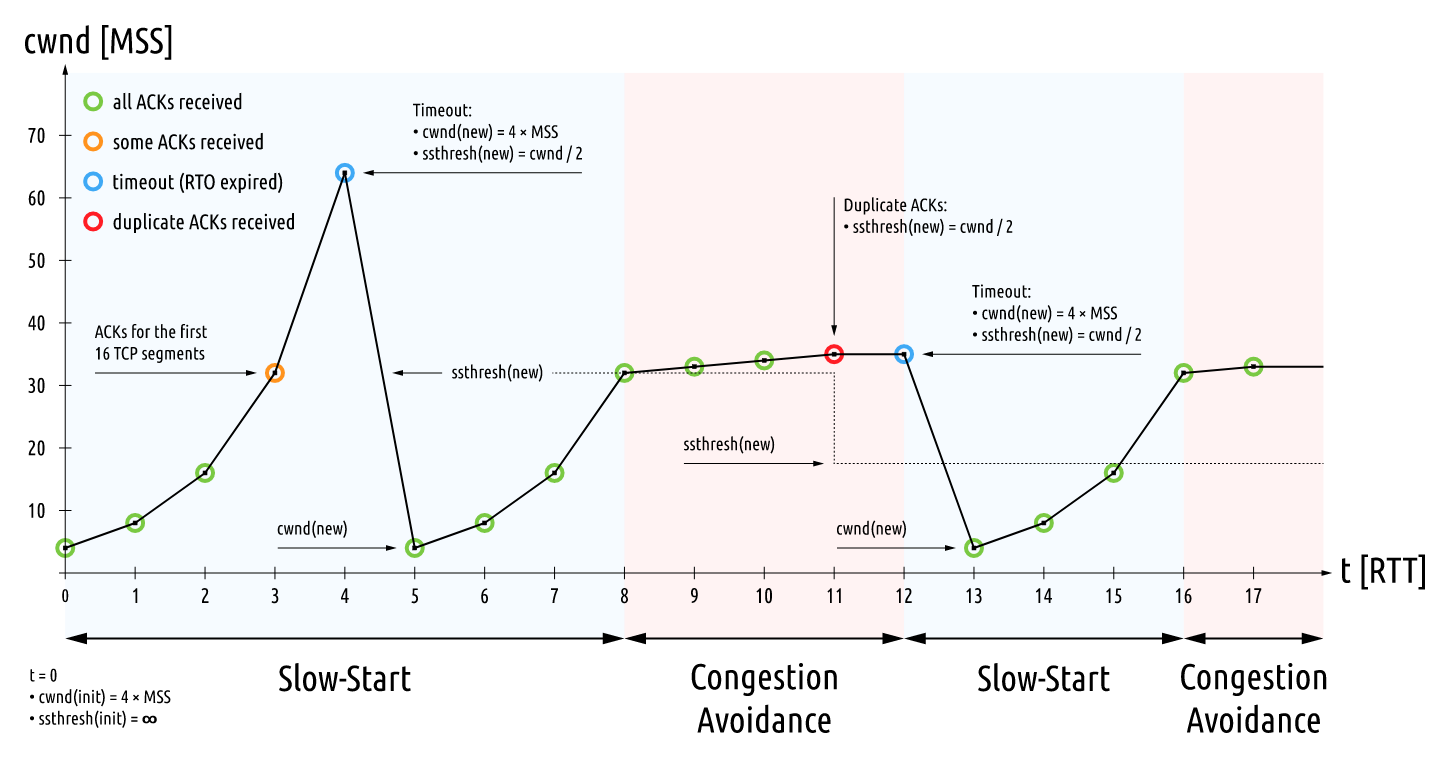 cwnd [MSS]
all ACKs received
some ACKs received
timeout (RTO expired)
duplicate ACKs received
Timeout:
• cwnd(new) = 4 × MSS
• ssthresh(new) = cwnd / 2
Duplicate ACKs:
• ssthresh(new) = cwnd / 2
Timeout:
• cwnd(new) = 4 × MSS
• ssthresh(new) = cwnd / 2
ACKs for the first
16 TCP segments
ssthresh(new)
ssthresh(new)
cwnd(new)
cwnd(new)
70
60
50
40
30
20
10
t [RTT]
0 1 2 3 4 5 6 7 8 9 10 11 12 13 14 15 16 17
Slow-Start
Congestion
Avoidance
Slow-Start
Congestion
Avoidance
t = 0
• cwnd(init) = 4 × MSS
• ssthresh(init) = ∞